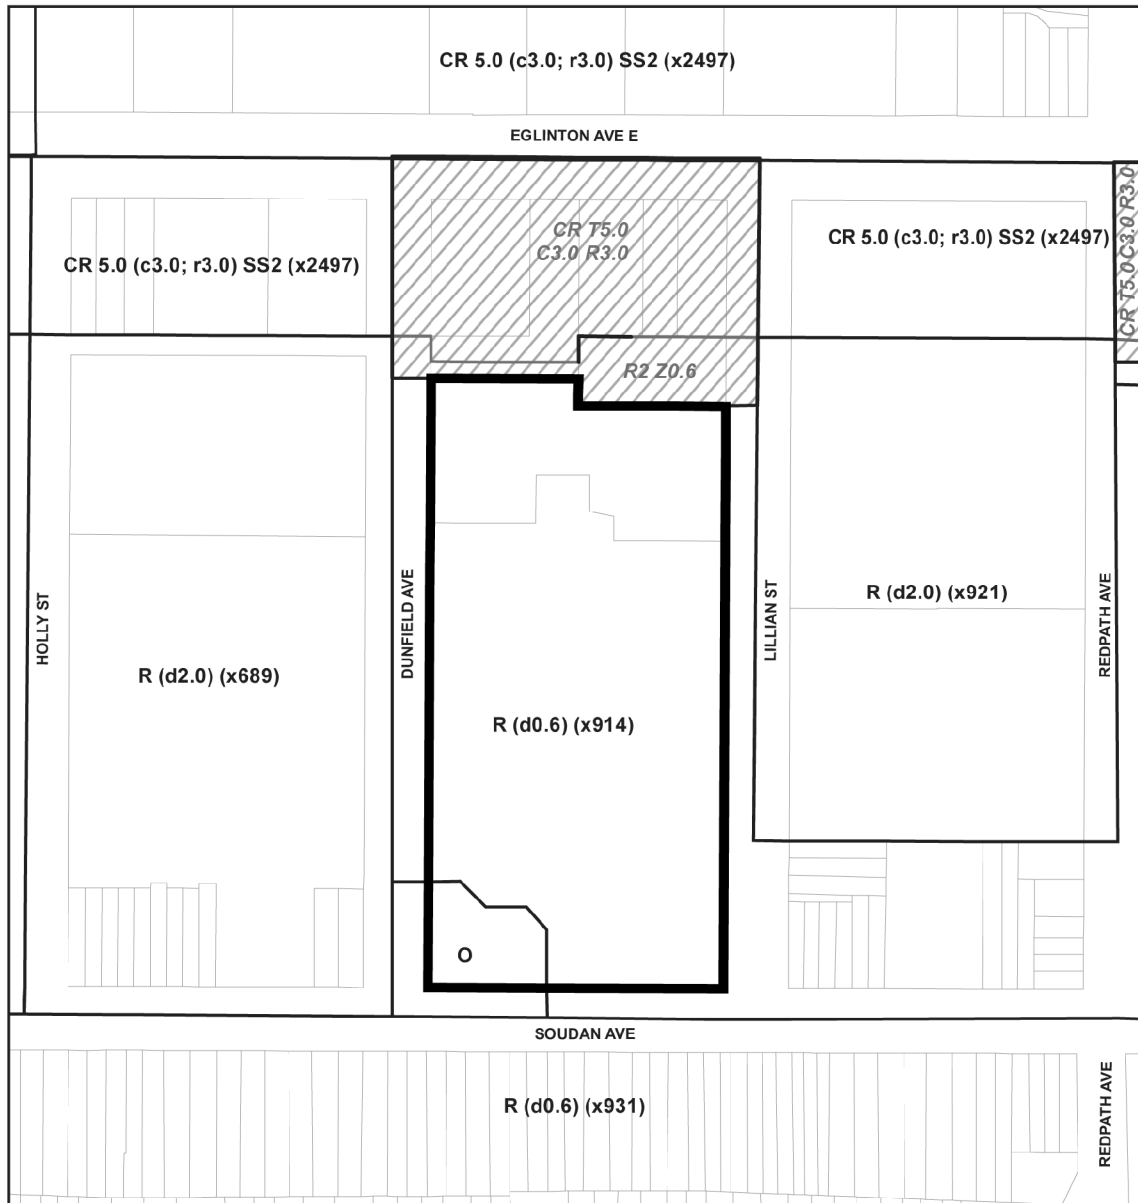 CR 5.0 (c3.0; r3.0) SS2 (x2497)
EGLINTON AVE E
CR T5.0
C3.0 R3.0
CR 5.0 (c3.0; r3.0) SS2 (x2497)
CR 5.0 (c3.0; r3.0) SS2 (x2497)
CR T5.0 C3.0 R3.0
R2 Z0.6
HOLLY ST
DUNFIELD AVE
LILLIAN ST
REDPATH AVE
R (d2.0) (x921)
R (d2.0) (x689)
R (d0.6) (x914)
O
SOUDAN AVE
R (d0.6) (x931)
REDPATH AVE